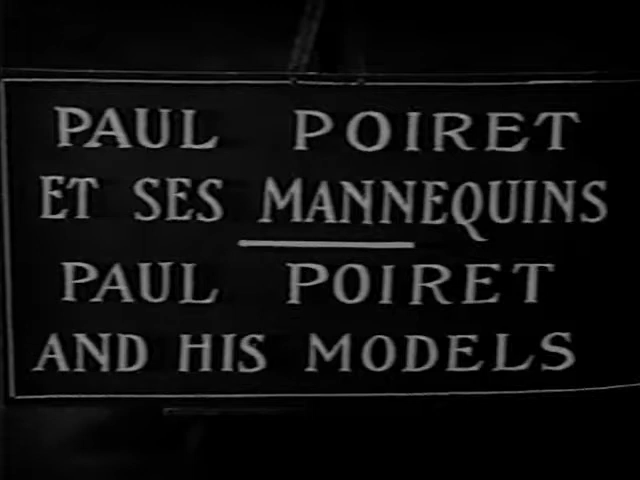 PAUL POIRET
ET SES MANNEQUINS
PAUL POIRET
AND HIS MODELS